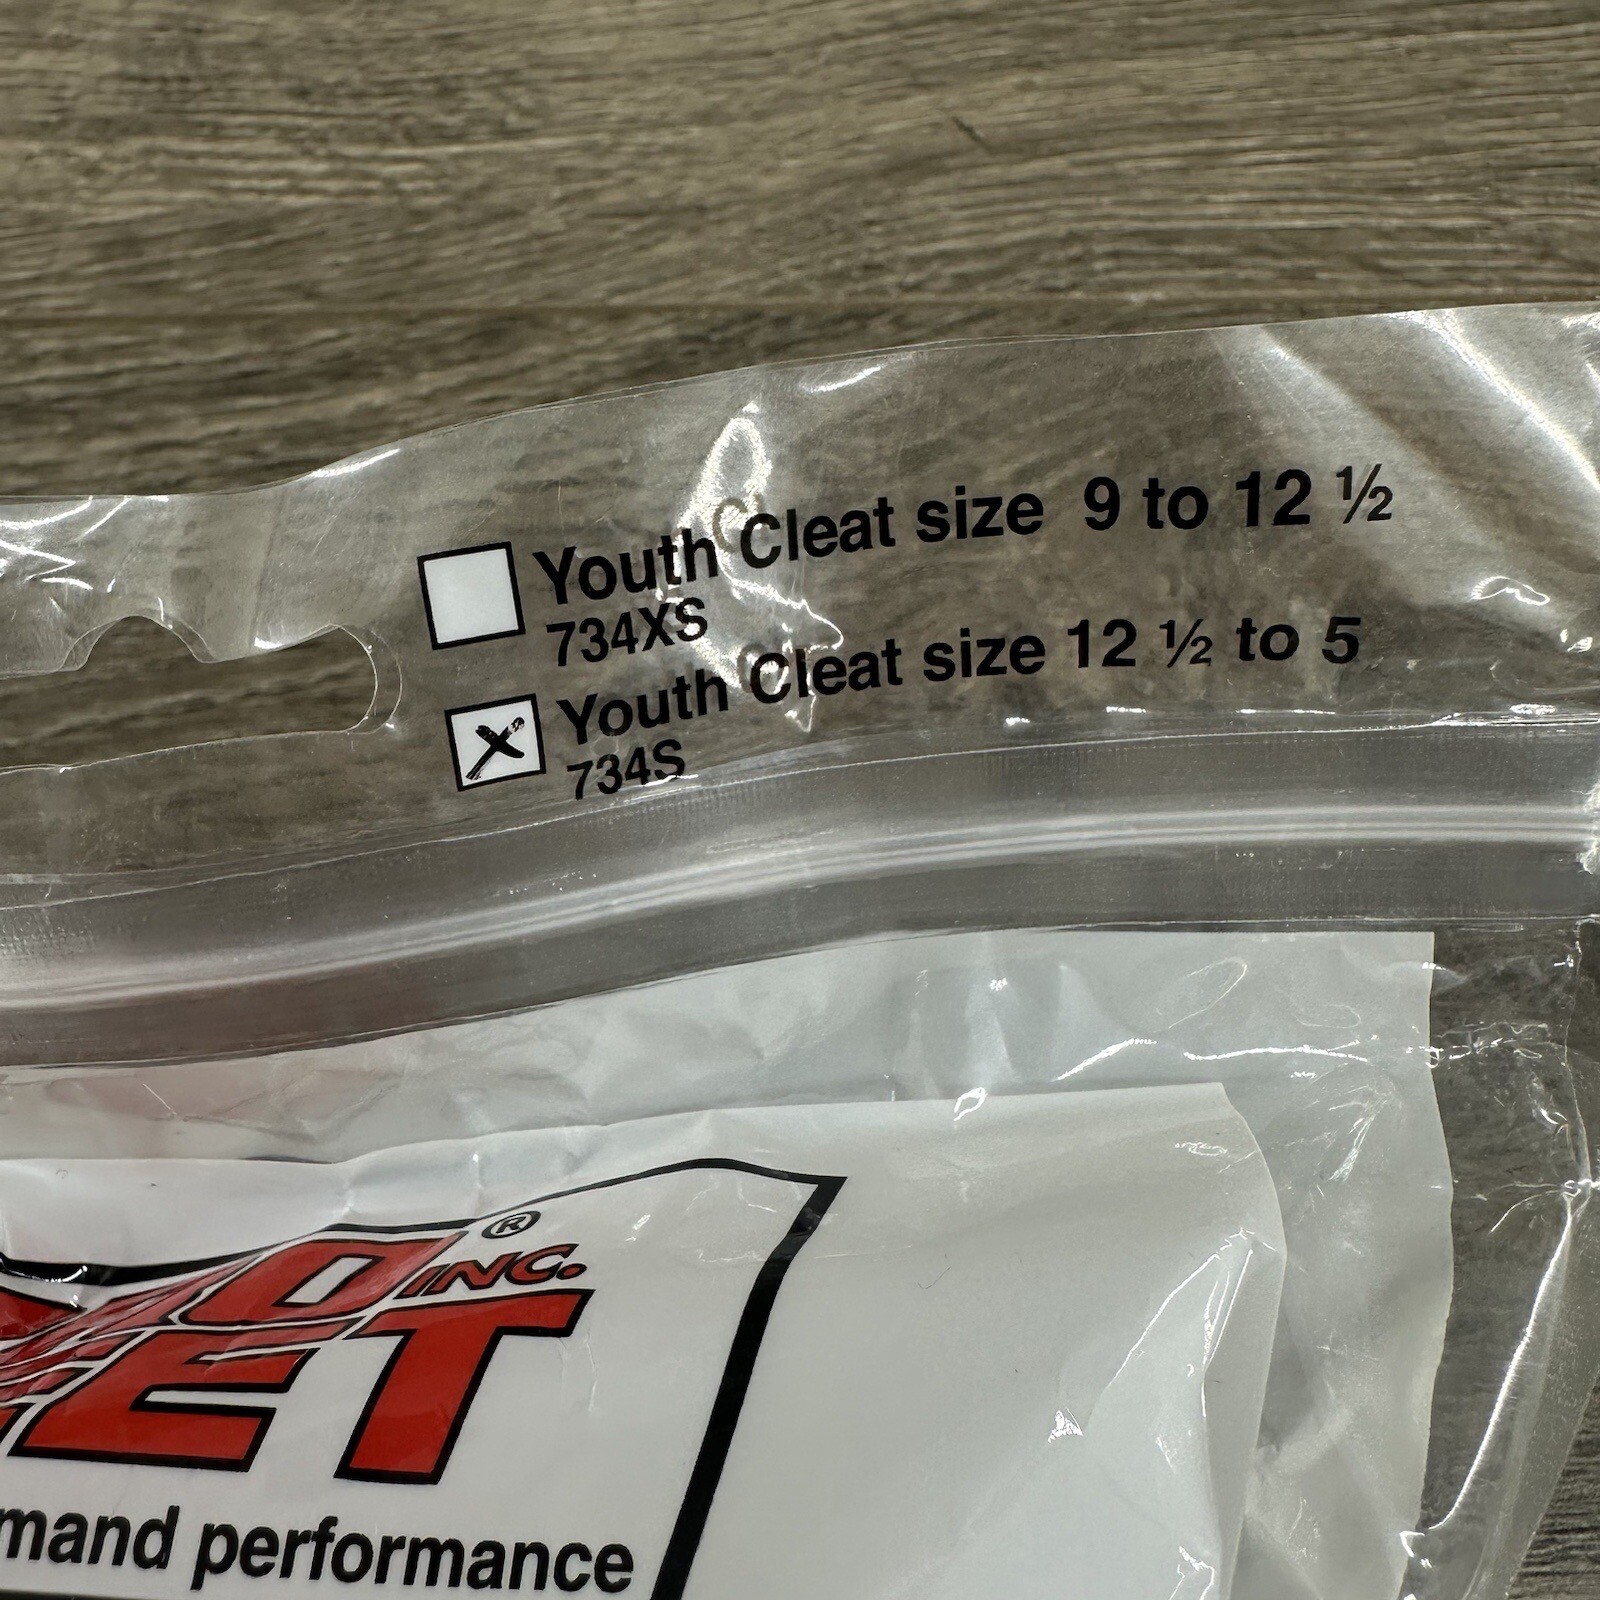 Youth Cleat size 9 to 12 ½
734XS
Youth Cleat size 12 ½ to 5
734S
®
INC.
mand performance